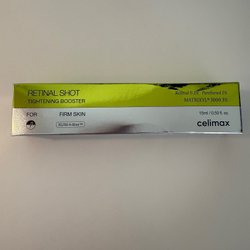 RETINAL SHOT
TIGHTENING BOOSTER
Retinal 0.1% · Panthenol 1%
MATRIXYL® 3000 3%
FOR FIRM SKIN
15ml / 0.50 fl. oz.
celimax